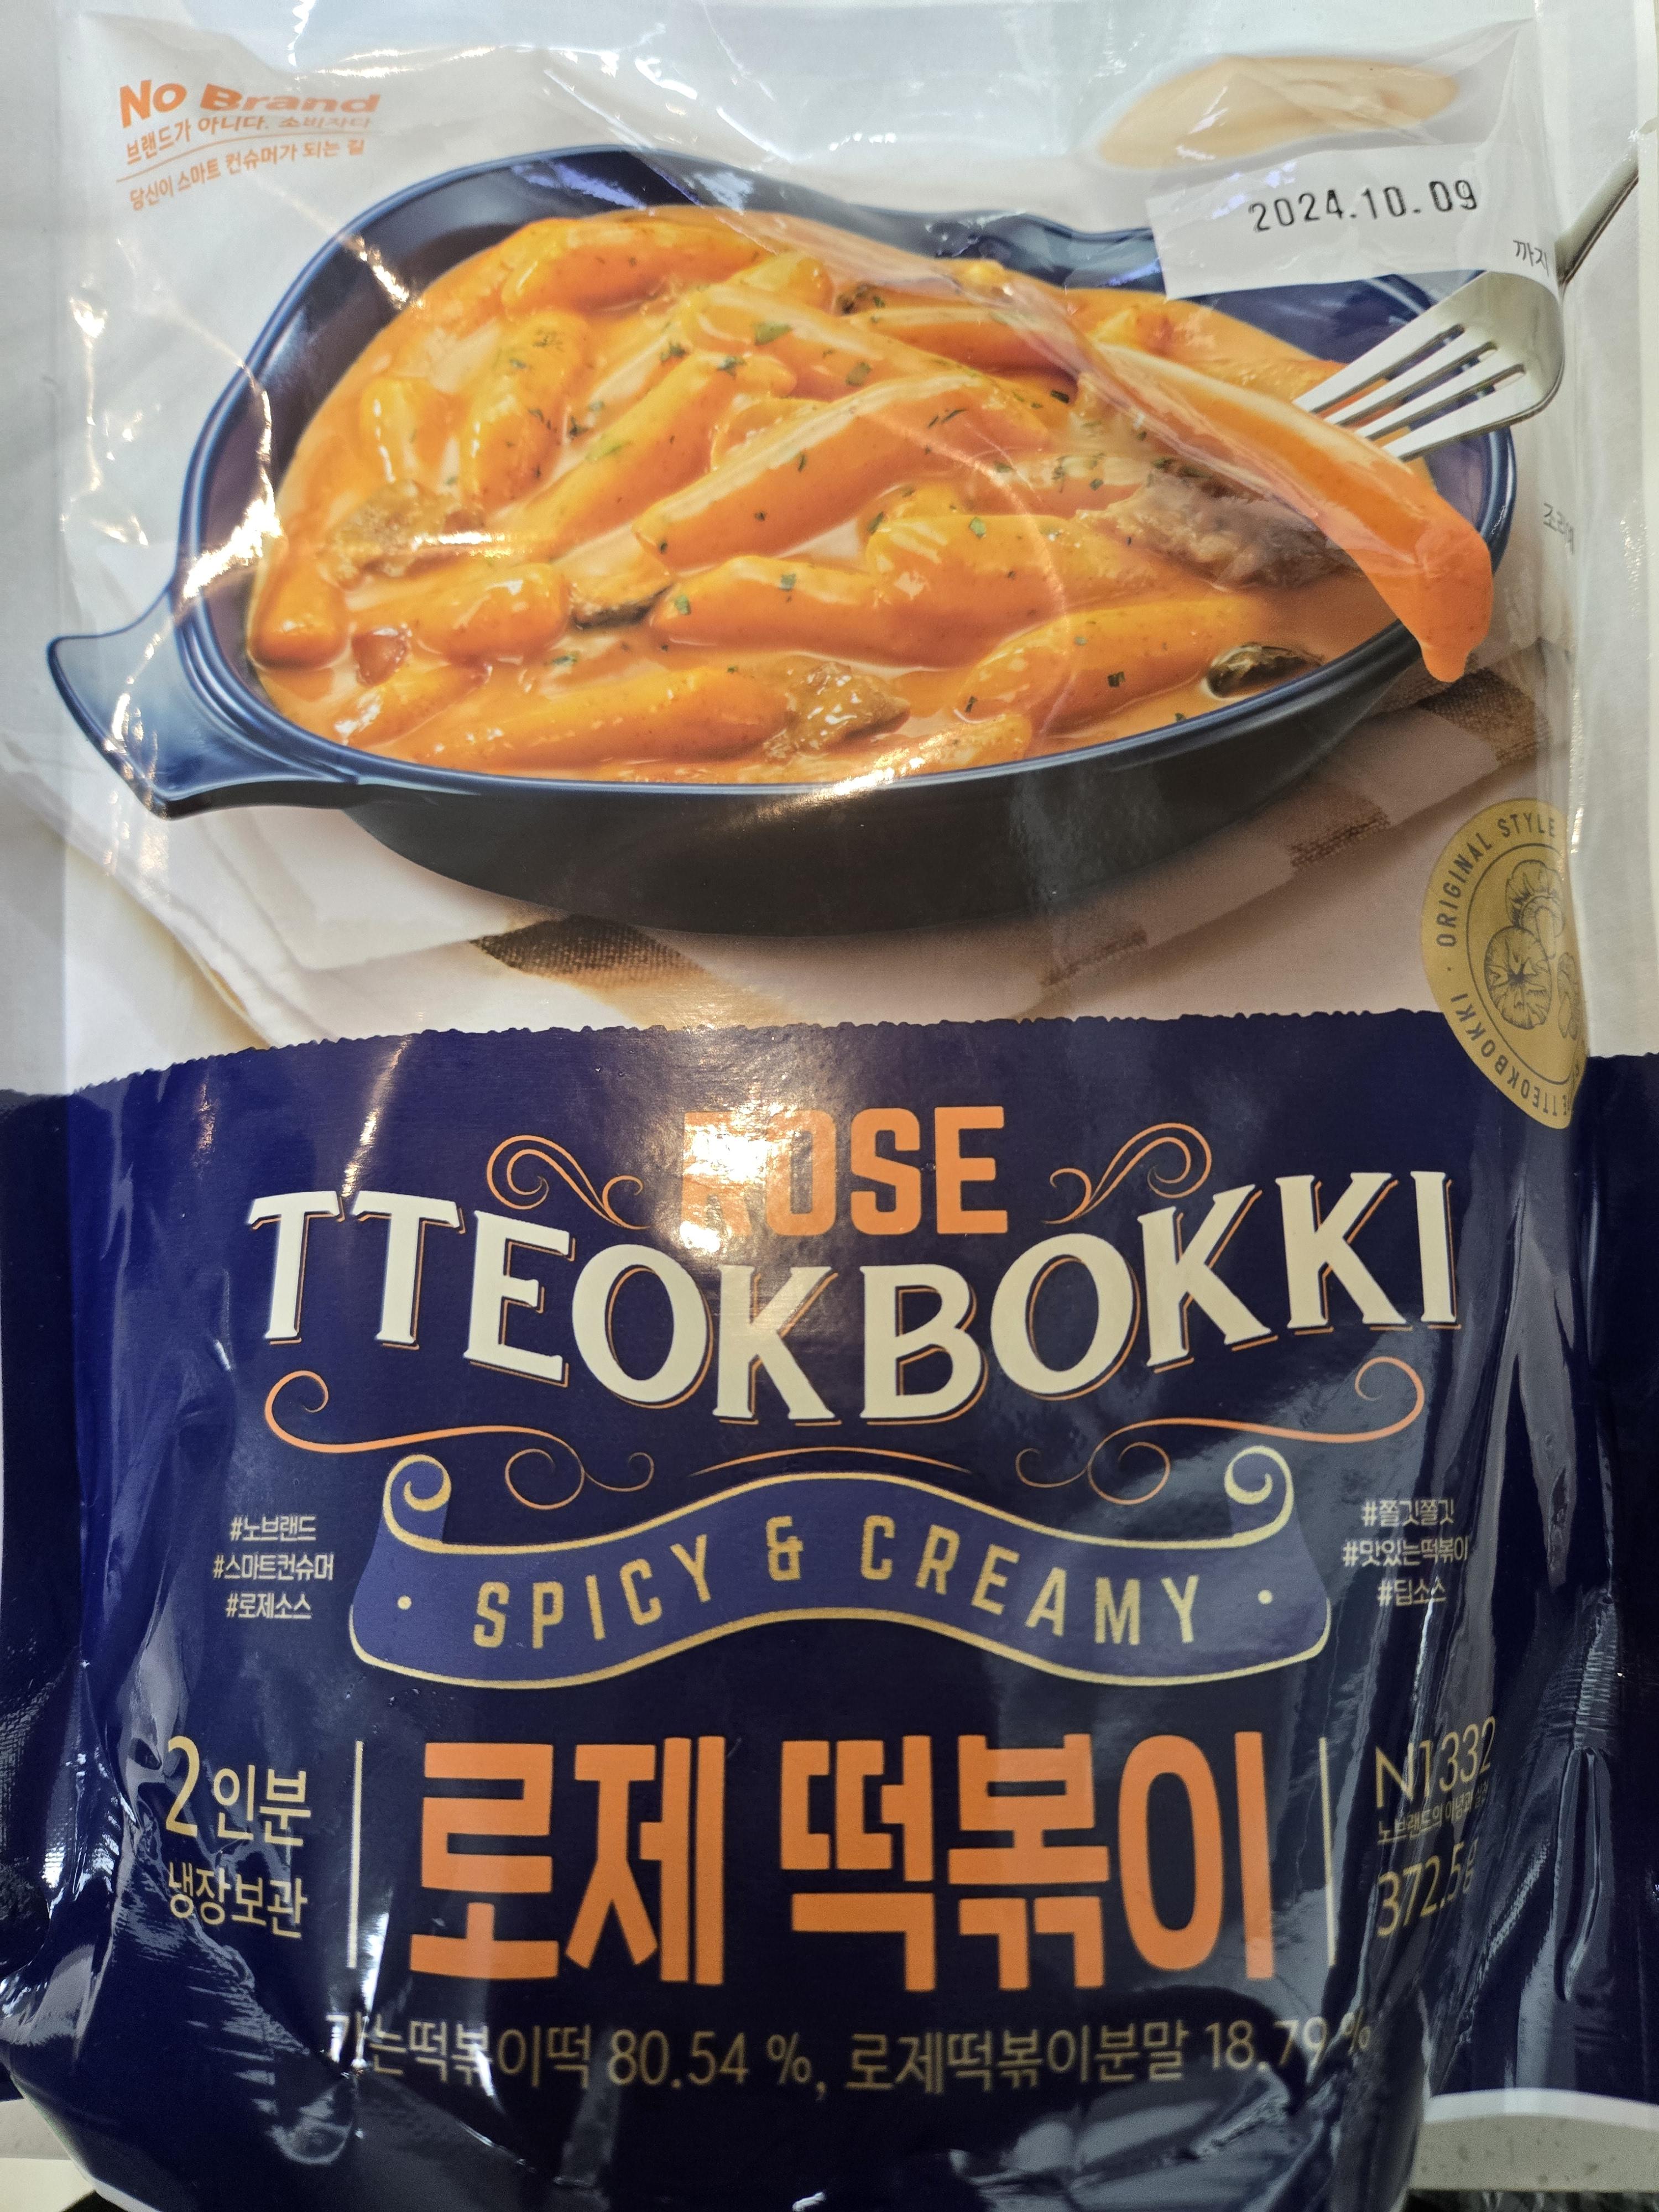 No Brand
브랜드가 아니다. 소비자다
당신이 스마트 컨슈머가 되는 길
2024.10.09
까지
ORIGINAL STYLE
TTEOKBOKKI
ROSE
TTEOKBOKKI
SPICY & CREAMY
#노브랜드
#스마트컨슈머
#로제소스
#쫄깃쫄깃
#맛있는떡볶이
#딥소스
2인분
냉장보관
로제 떡볶이
372.5g
가는떡볶이떡 80.54 %, 로제떡볶이분말 18.79 %